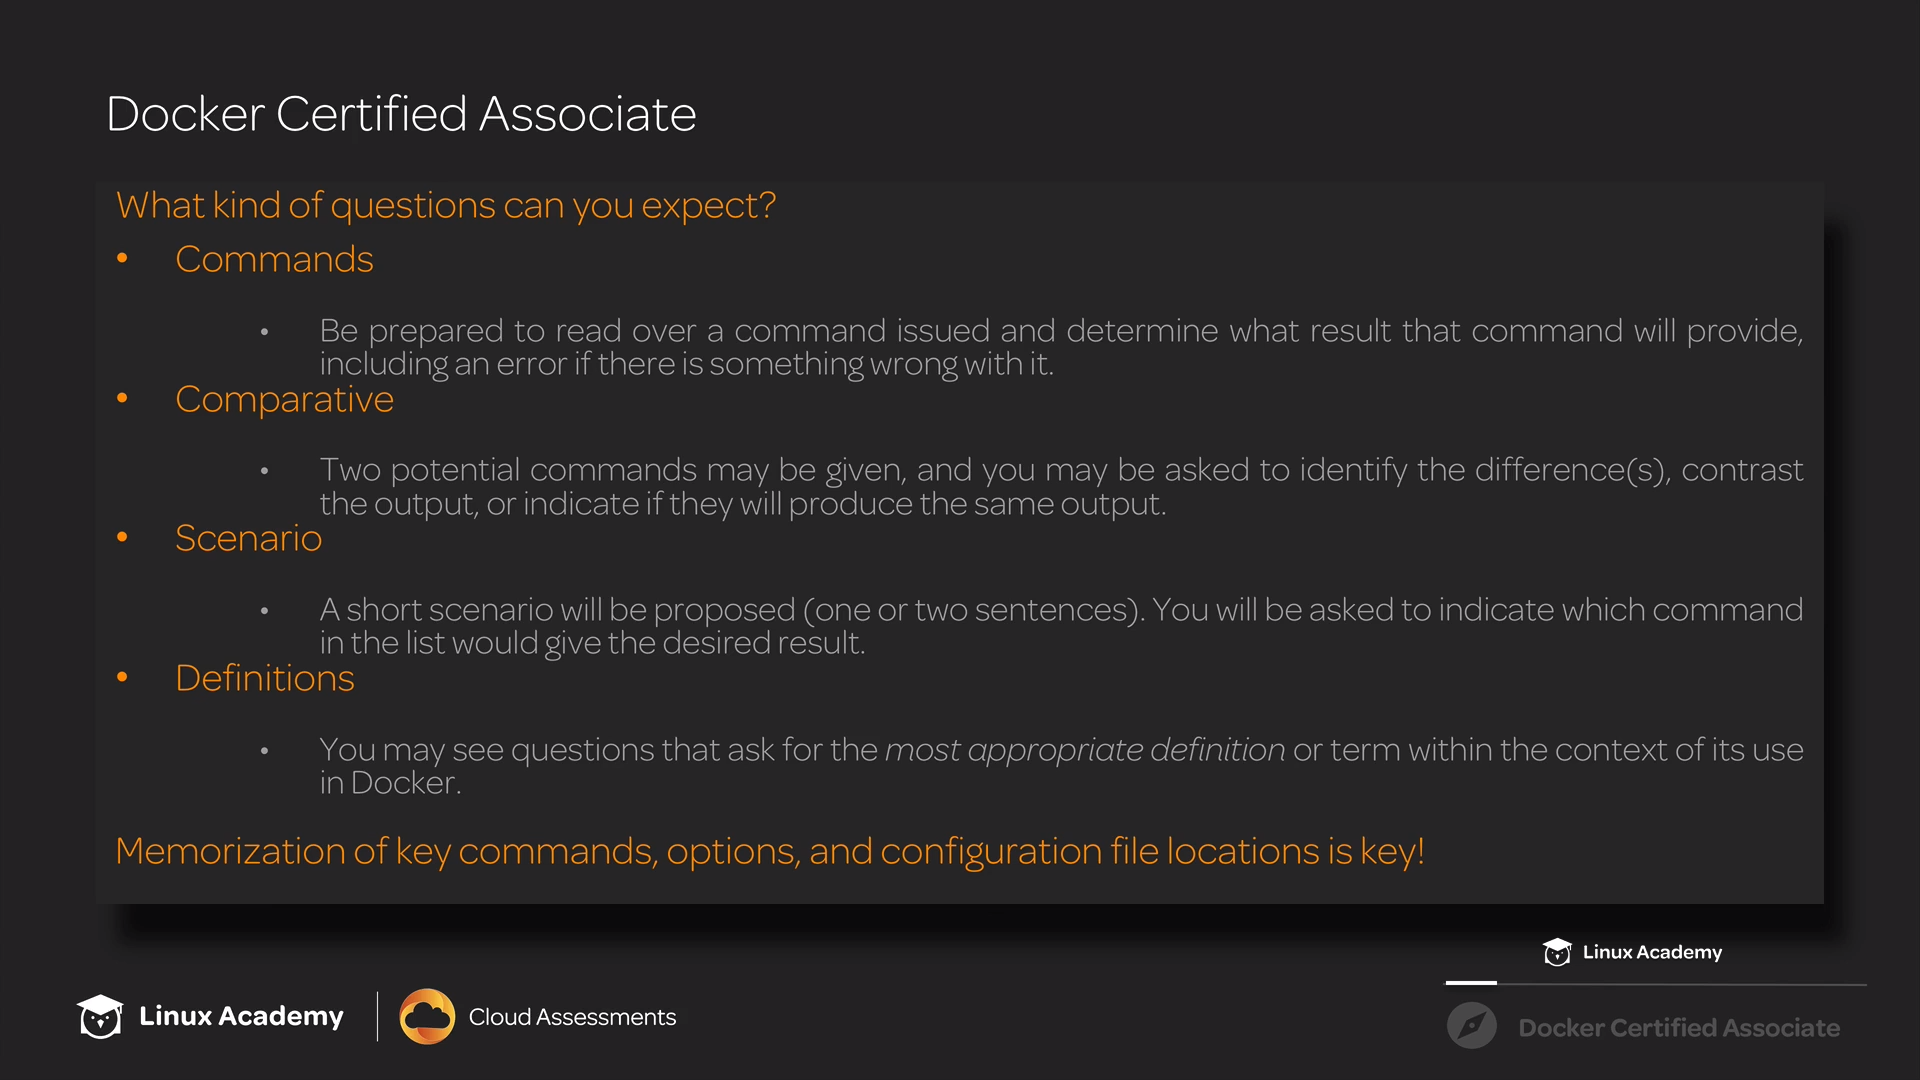 Docker Certified Associate
What kind of questions can you expect?
• Commands
• Be prepared to read over a command issued and determine what result that command will provide,
including an error if there is something wrong with it.
• Comparative
• Two potential commands may be given, and you may be asked to identify the difference(s), contrast
the output, or indicate if they will produce the same output.
• Scenario
• A short scenario will be proposed (one or two sentences). You will be asked to indicate which command
in the list would give the desired result.
• Definitions
• You may see questions that ask for the most appropriate definition or term within the context of its use
in Docker.
Memorization of key commands, options, and configuration file locations is key!
Linux Academy
Linux Academy
Cloud Assessments
Docker Certified Associate